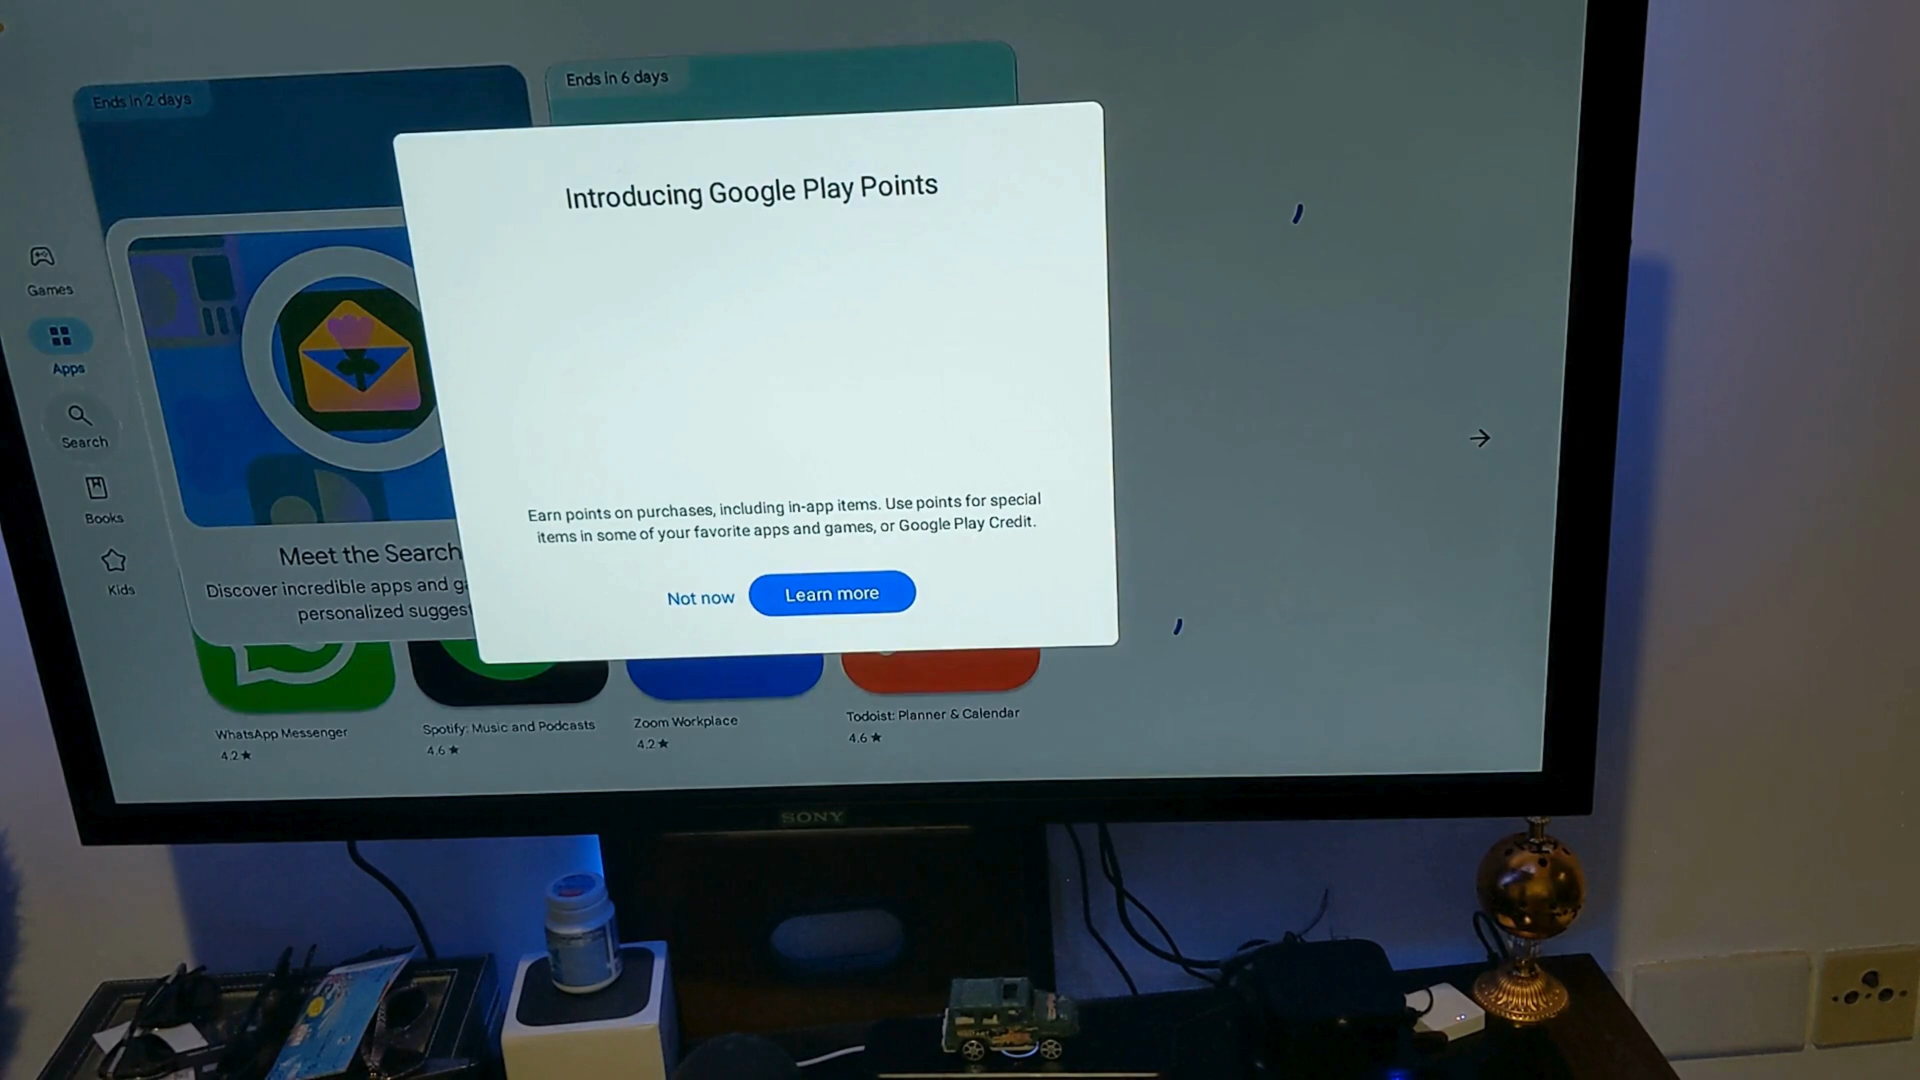 Ends in 2 days
Ends in 6 days
Introducing Google Play Points
Earn points on purchases, including in-app items. Use points for special
items in some of your favorite apps and games, or Google Play Credit.
Not now
Learn more
Games
Apps
Search
Books
Kids
Meet the Search
Discover incredible apps and
personalized
WhatsApp Messenger
4.2★
Spotify: Music and Podcasts
4.6★
Zoom Workplace
4.2★
Todoist: Planner & Calendar
4.6★
SONY